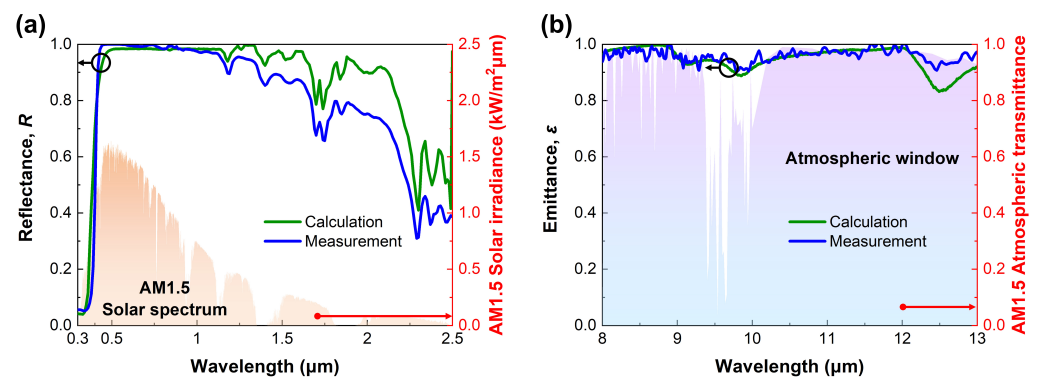 (a)
1.0
0.8
0.6
0.4
0.2
0.0
Reflectance, R
2.5
2.0
1.5
1.0
0.5
0.0
AM1.5 Solar irradiance (kW/m²μm)
Calculation
Measurement
AM1.5
Solar spectrum
0.3 0.5 1 1.5 2 2.5
Wavelength (μm)
(b)
1.0
0.8
0.6
0.4
0.2
0.0
Emittance, ε
1.0
0.8
0.6
0.4
0.2
0.0
AM1.5 Atmospheric transmittance
Atmospheric window
Calculation
Measurement
8 9 10 11 12 13
Wavelength (μm)